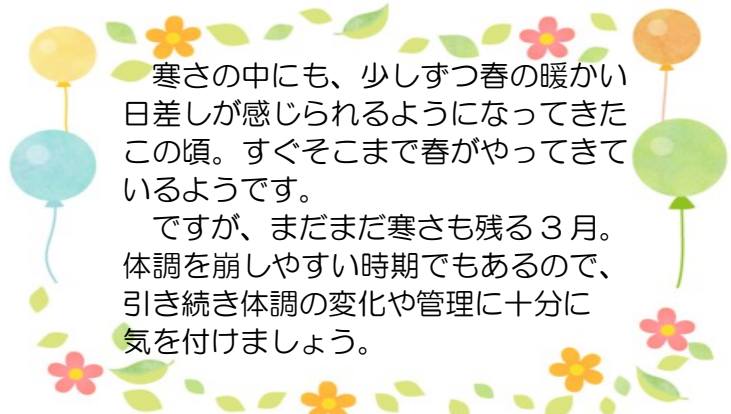 寒さの中にも、少しずつ春の暖かい
日差しが感じられるようになってきた
この頃。すぐそこまで春がやってきて
いるようです。
　ですが、まだまだ寒さも残る３月。
体調を崩しやすい時期でもあるので、
引き続き体調の変化や管理に十分に
気を付けましょう。